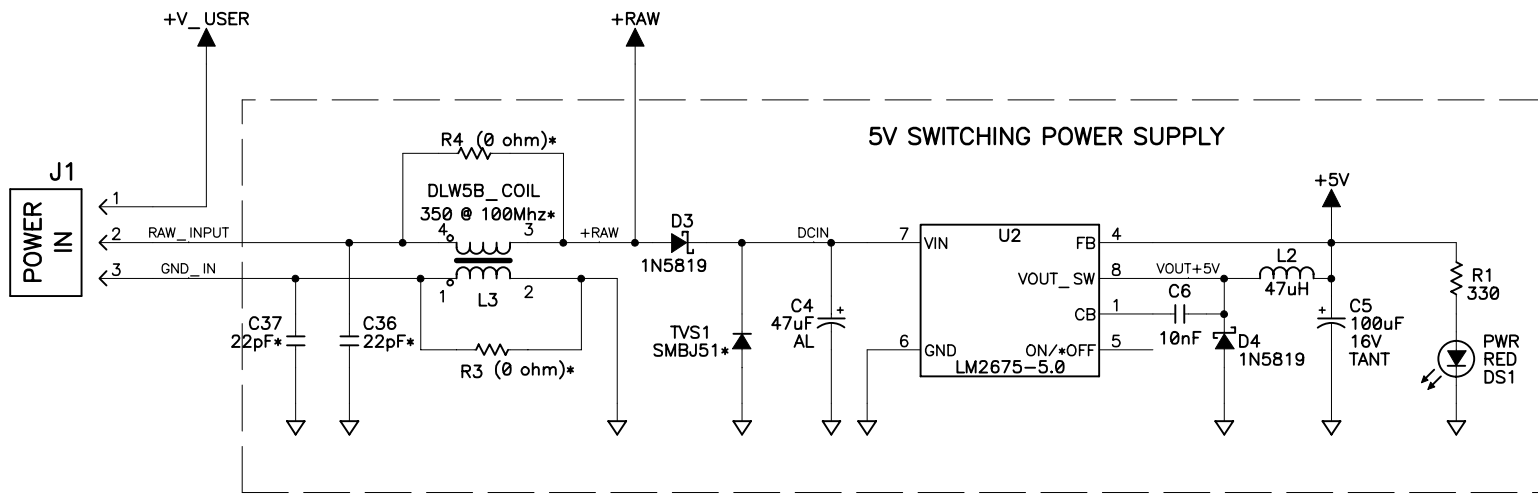 +V_USER
+RAW
5V SWITCHING POWER SUPPLY
R4 (0 ohm)*
J1
POWER
IN
1
2
3
RAW_INPUT
GND_IN
DLW5B_COIL
350 @ 100Mhz*
4
3
1
2
L3
+RAW
D3
1N5819
DCIN
C37
22pF*
C36
22pF*
R3 (0 ohm)*
TVS1
SMBJ51*
C4
47uF
AL
+
7
6
U2
VIN
GND
FB
VOUT_SW
CB
ON/*OFF
LM2675-5.0
4
8
1
5
VOUT+5V
C6
10nF
L2
47uH
D4
1N5819
+5V
+
C5
100uF
16V
TANT
R1
330
PWR
RED
DS1